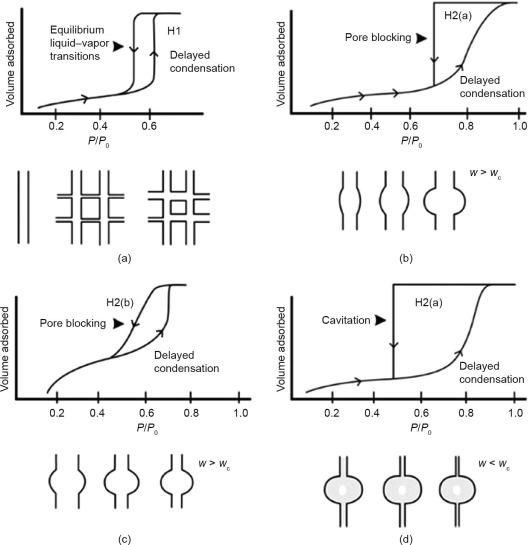 Volume adsorbed
Equilibrium
liquid–vapor
transitions
H1
Delayed
condensation
0.2 0.4 0.6
P/P0
(a)
Volume adsorbed
Pore blocking
H2(a)
Delayed
condensation
0.2 0.4 0.6 0.8 1.0
P/P0
w > wc
(b)
Volume adsorbed
H2(b)
Pore blocking
Delayed
condensation
0.2 0.4 0.6 0.8 1.0
P/P0
w > wc
(c)
Volume adsorbed
H2(a)
Cavitation
Delayed
condensation
0.2 0.4 0.6 0.8 1.0
P/P0
w < wc
(d)